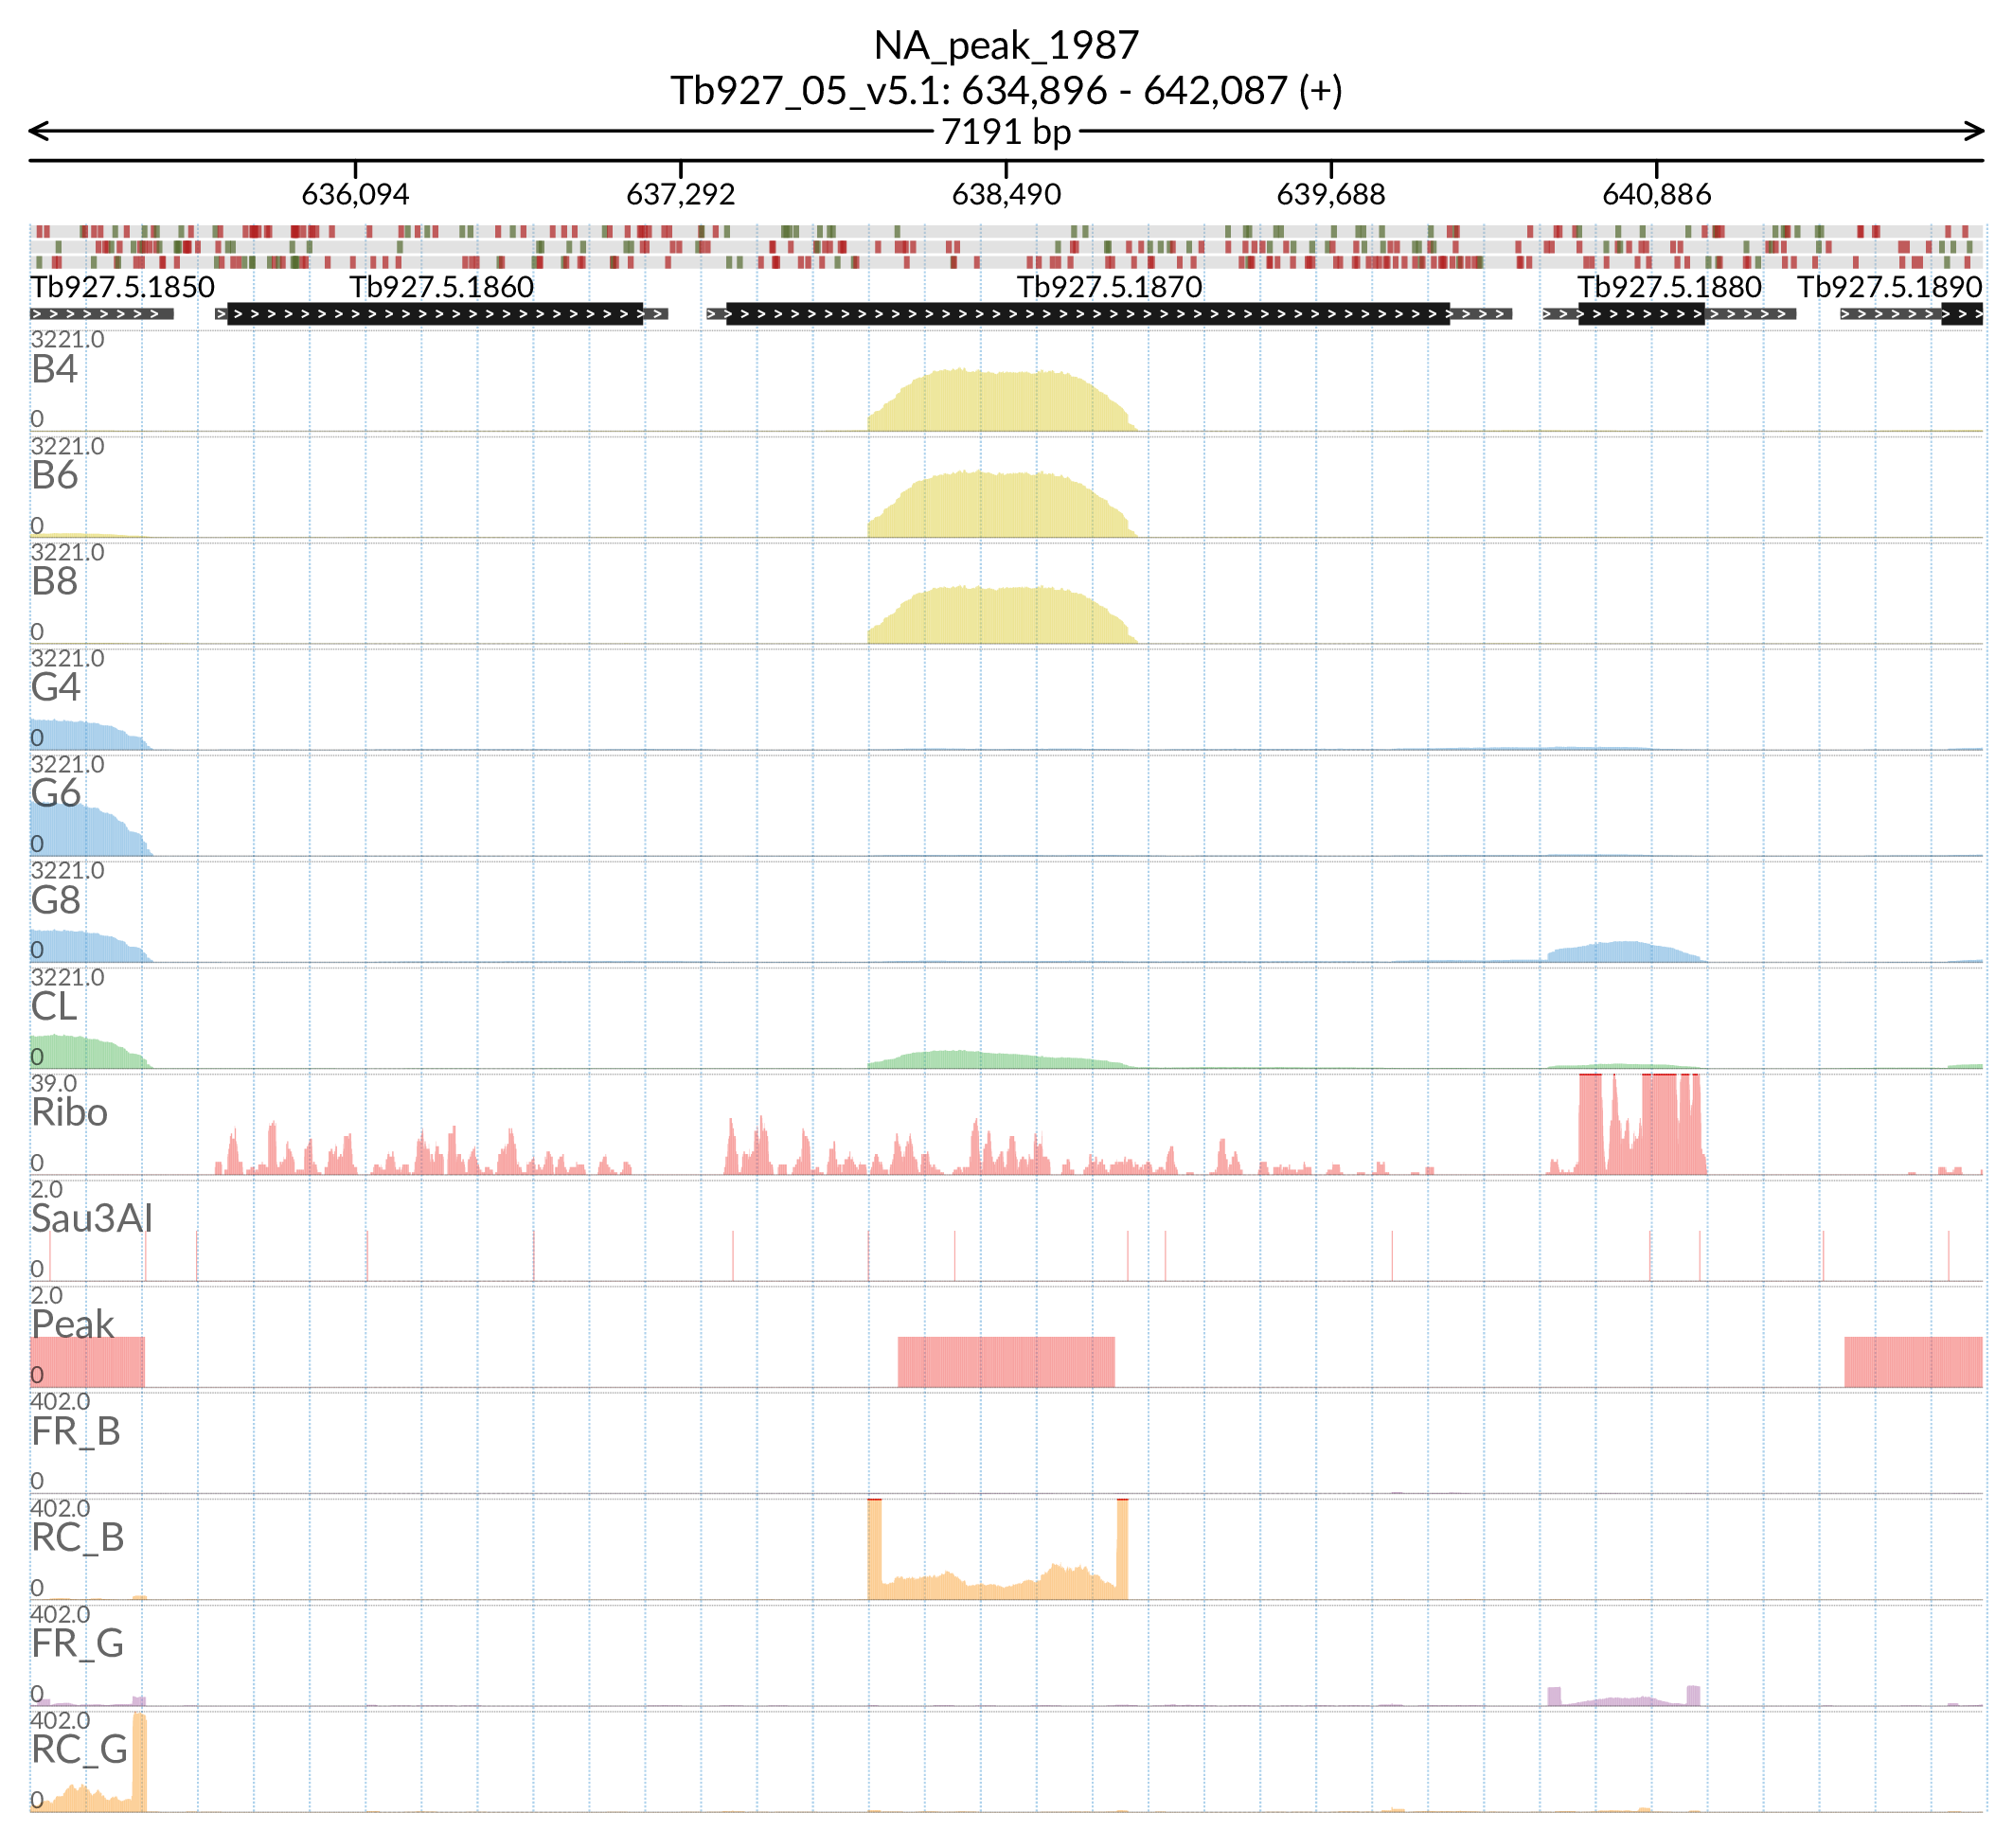 NA_peak_1987
Tb927_05_v5.1: 634,896 - 642,087 (+)
7191 bp
636,094 637,292 638,490 639,688 640,886
Tb927.5.1850 Tb927.5.1860 Tb927.5.1870 Tb927.5.1880 Tb927.5.1890
3221.0
B4
0
3221.0
B6
0
3221.0
B8
0
3221.0
G4
0
3221.0
G6
0
3221.0
G8
0
3221.0
CL
0
39.0
Ribo
0
2.0
Sau3AI
0
2.0
Peak
0
402.0
FR_B
0
402.0
RC_B
0
402.0
FR_G
0
402.0
RC_G
0